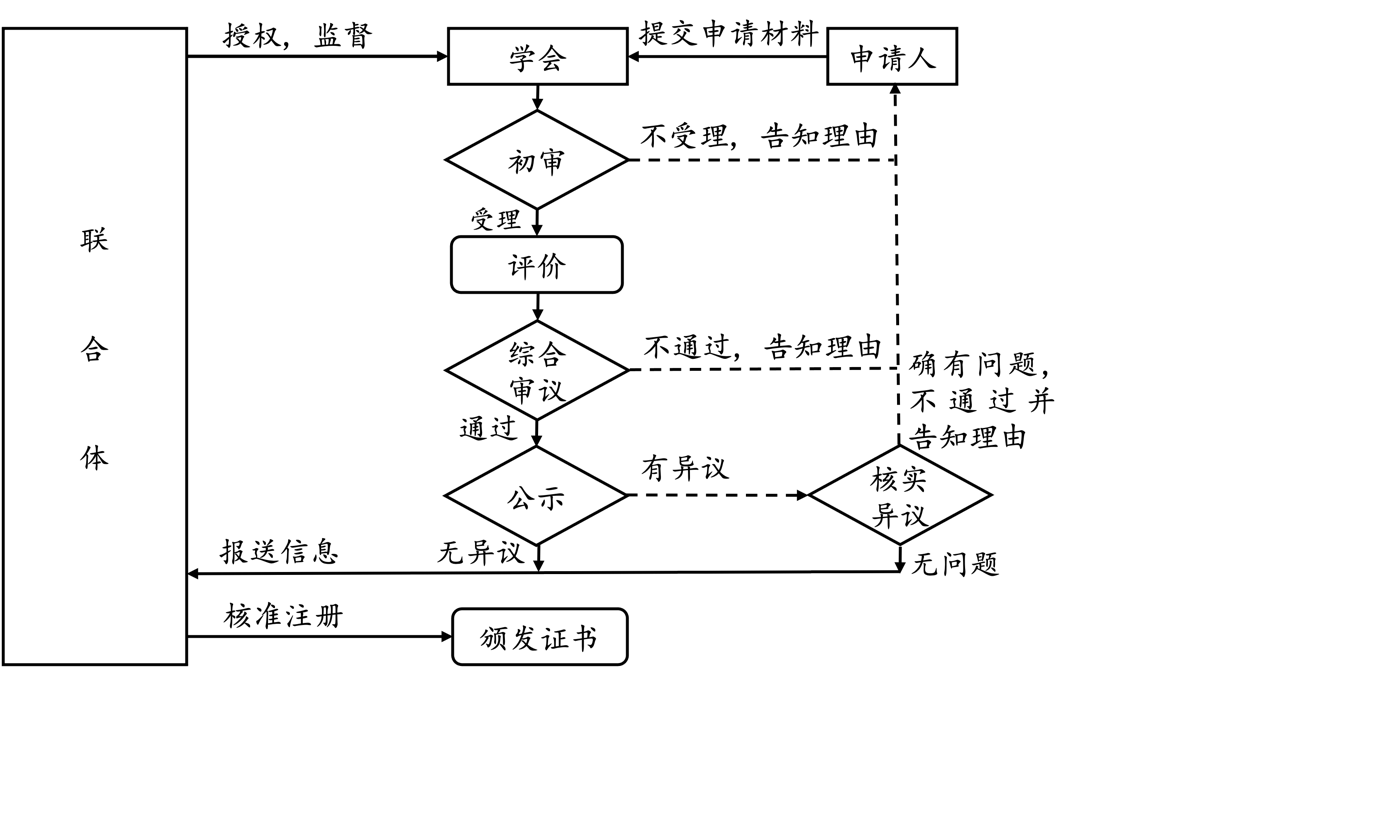 授权，监督
学会
提交申请材料
申请人
初审
不受理，告知理由
受理
评价
联
合
体
综合
审议
不通过，告知理由
确有问题，
不通过并
告知理由
通过
公示
有异议
核实
异议
无异议
无问题
报送信息
核准注册
颁发证书